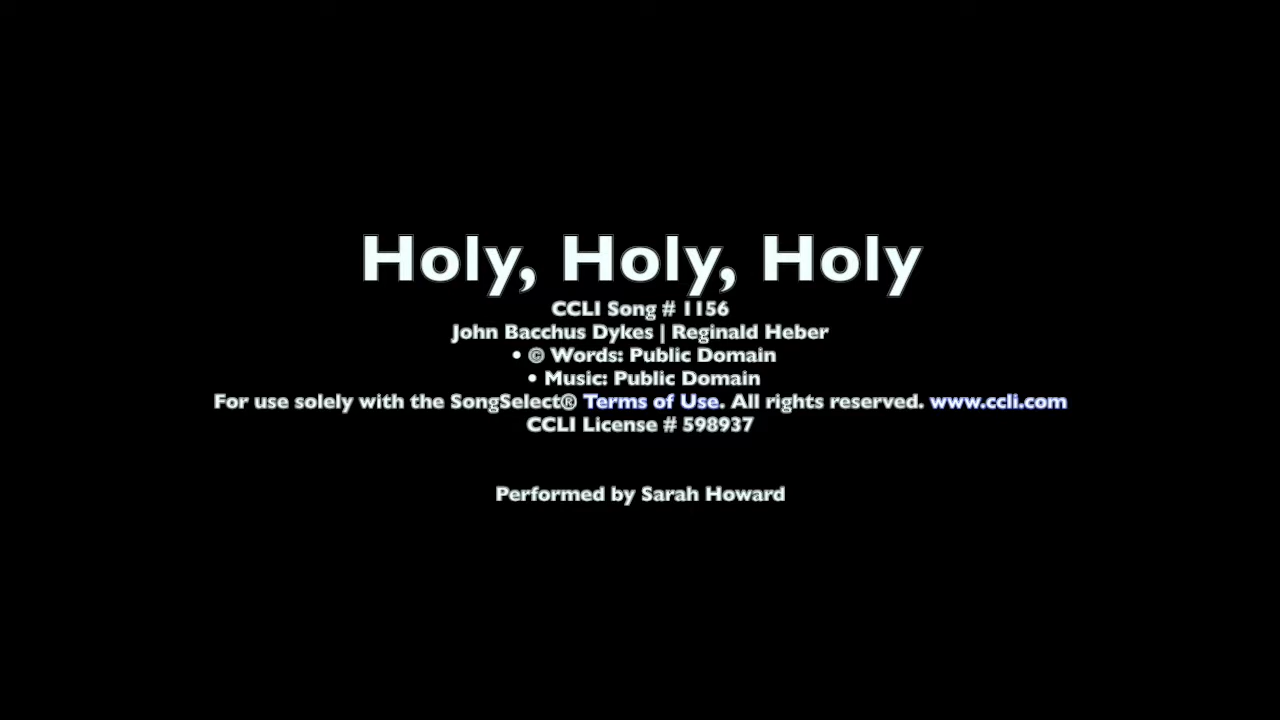 Holy, Holy, Holy
CCLI Song # 1156
John Bacchus Dykes | Reginald Heber
• © Words: Public Domain
• Music: Public Domain
For use solely with the SongSelect® Terms of Use. All rights reserved. www.ccli.com
CCLI License # 598937
Performed by Sarah Howard